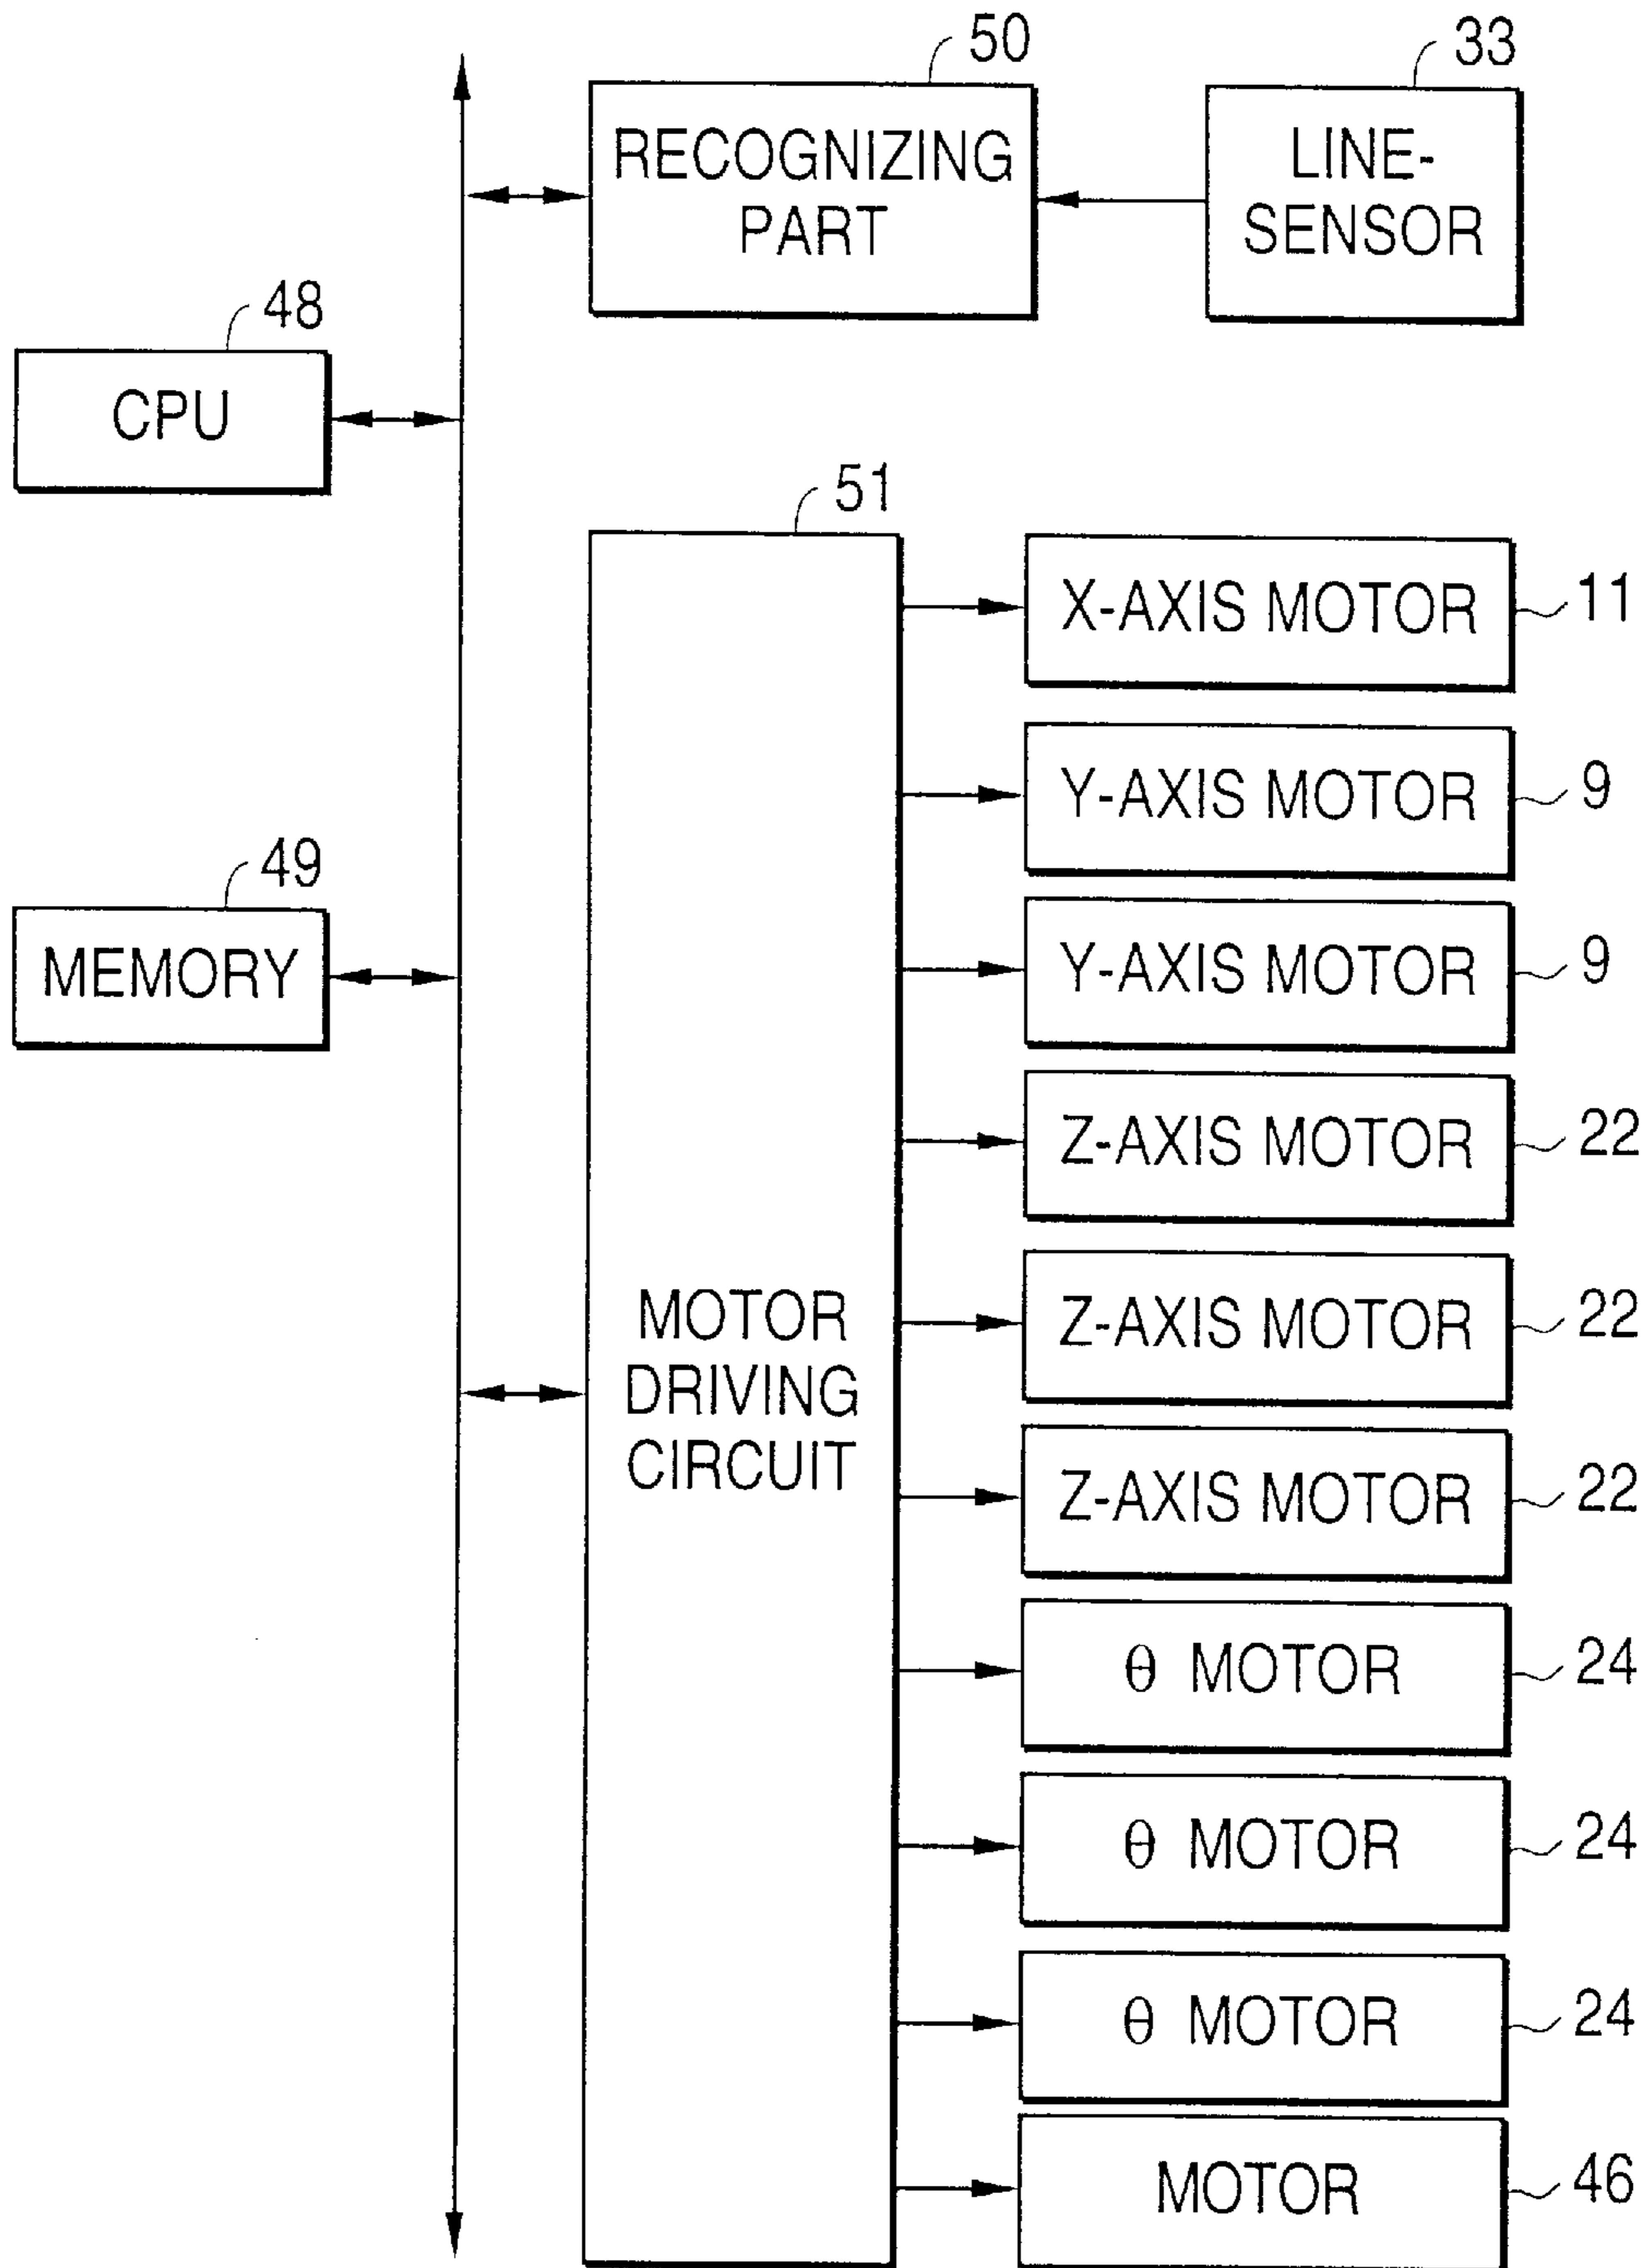 50
33
RECOGNIZING
PART
LINE-
SENSOR
48
CPU
51
X-AXIS MOTOR
11
Y-AXIS MOTOR
9
49
MEMORY
Y-AXIS MOTOR
9
Z-AXIS MOTOR
22
MOTOR
DRIVING
CIRCUIT
Z-AXIS MOTOR
22
Z-AXIS MOTOR
22
θ MOTOR
24
θ MOTOR
24
θ MOTOR
24
MOTOR
46